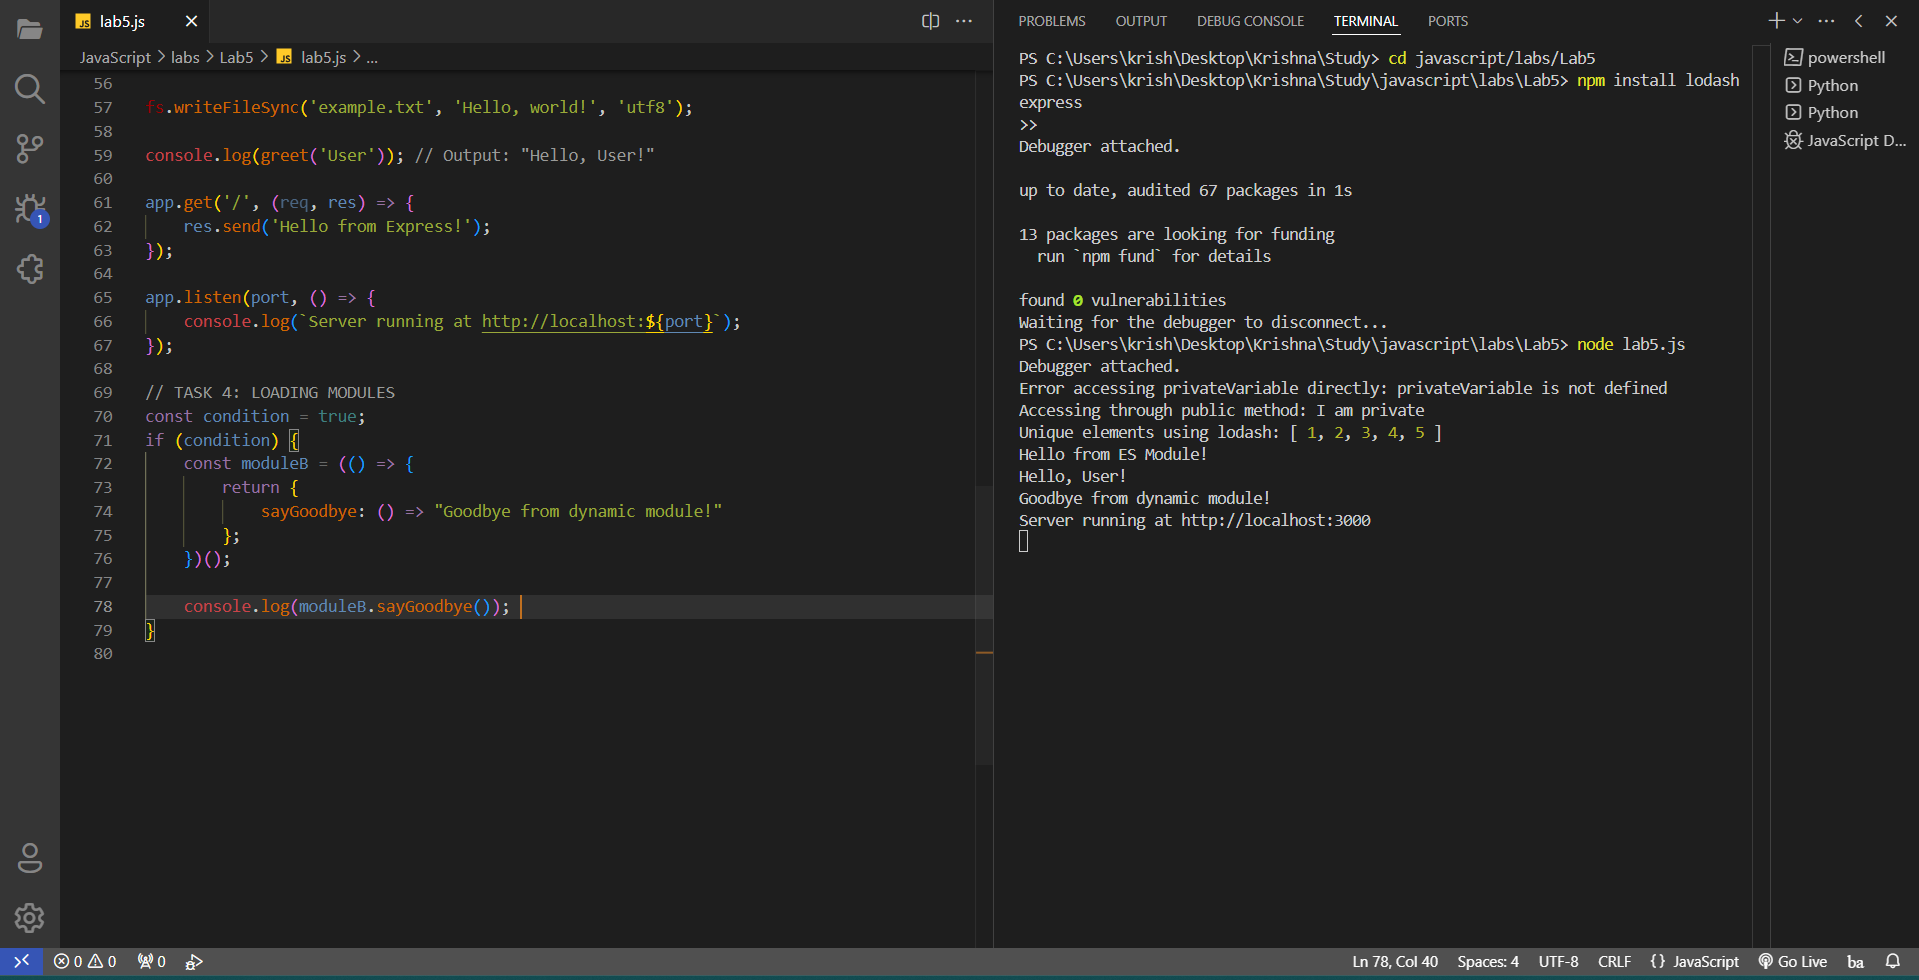 JS lab5.js
JavaScript > labs > Lab5 > JS lab5.js > ...
56
57 fs.writeFileSync('example.txt', 'Hello, world!', 'utf8');
58
59 console.log(greet('User')); // Output: "Hello, User!"
60
61 app.get('/', (req, res) => {
62     res.send('Hello from Express!');
63 });
64
65 app.listen(port, () => {
66     console.log(`Server running at http://localhost:${port}`);
67 });
68
69 // TASK 4: LOADING MODULES
70 const condition = true;
71 if (condition) {
72     const moduleB = (() => {
73         return {
74             sayGoodbye: () => "Goodbye from dynamic module!"
75         };
76     })();
77
78     console.log(moduleB.sayGoodbye());
79 }
80
1
PROBLEMS OUTPUT DEBUG CONSOLE TERMINAL PORTS
PS C:\Users\krish\Desktop\Krishna\Study> cd javascript/labs/Lab5
PS C:\Users\krish\Desktop\Krishna\Study\javascript\labs\Lab5> npm install lodash
express
>>
Debugger attached.
up to date, audited 67 packages in 1s
13 packages are looking for funding
  run `npm fund` for details
found 0 vulnerabilities
Waiting for the debugger to disconnect...
PS C:\Users\krish\Desktop\Krishna\Study\javascript\labs\Lab5> node lab5.js
Debugger attached.
Error accessing privateVariable directly: privateVariable is not defined
Accessing through public method: I am private
Unique elements using lodash: [ 1, 2, 3, 4, 5 ]
Hello from ES Module!
Hello, User!
Goodbye from dynamic module!
Server running at http://localhost:3000
powershell
Python
Python
JavaScript D...
0 0 0
Ln 78, Col 40 Spaces: 4 UTF-8 CRLF {} JavaScript Go Live ba